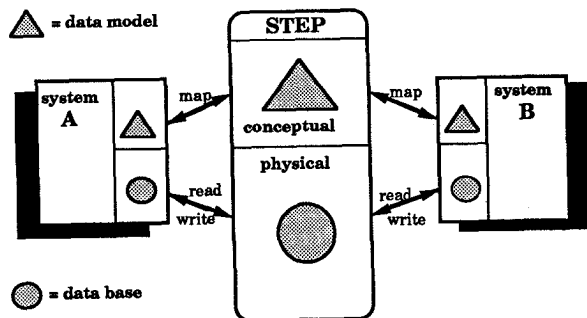 = data model
STEP
system
A
map
map
system
B
conceptual
physical
read
write
read
write
= data base